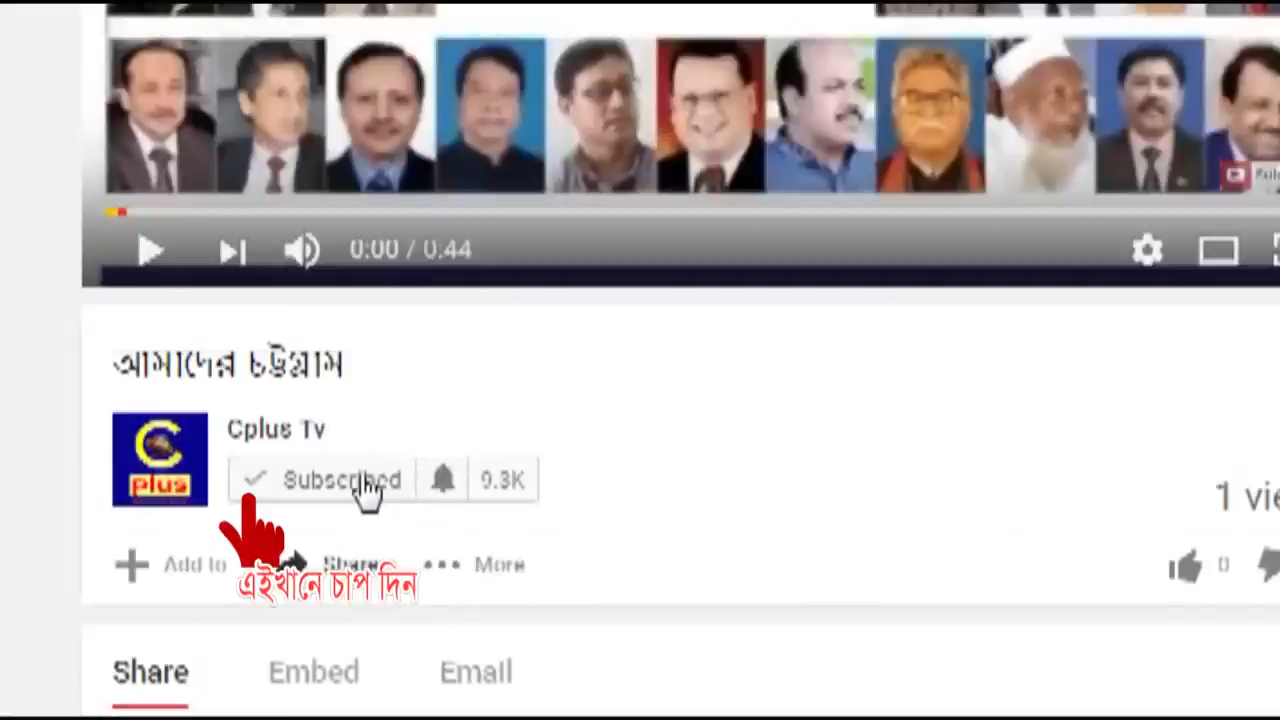 0:00 / 0:44
আমাদের চট্টগ্রাম
C plus
Cplus Tv
Subscribed 9.3K
1
Add to Share More 0
এইখানে চাপ দিন
Share Embed Email